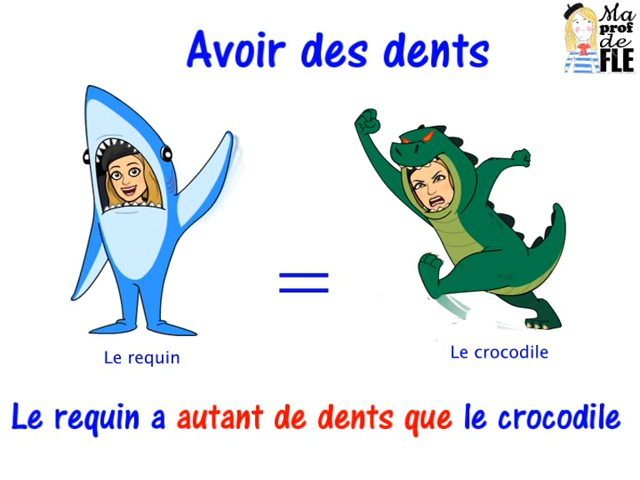 Avoir des dents
Ma
prof
de
FLE
=
Le requin
Le crocodile
Le requin a autant de dents que le crocodile